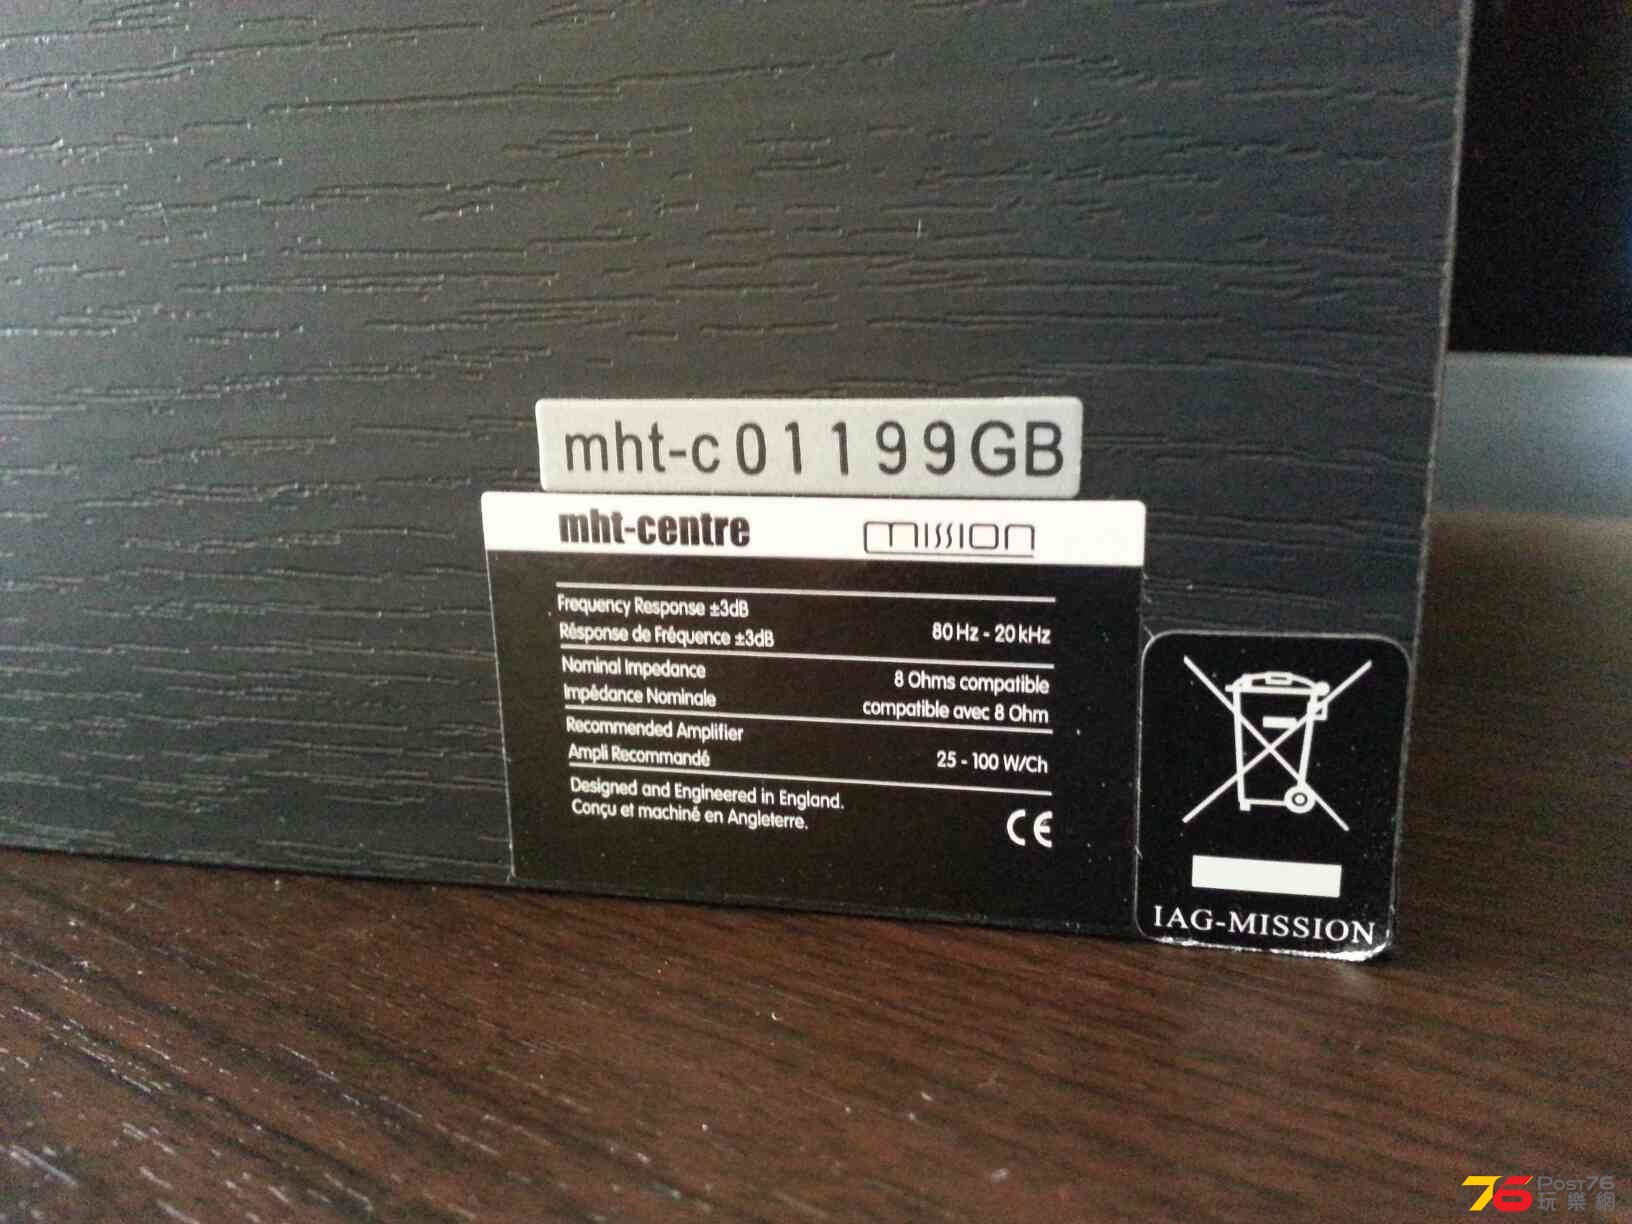 mht-c01199GB
mht-centre mission
Frequency Response ±3dB
Résponse de Fréquence ±3dB 80 Hz - 20 kHz
Nominal Impedance 8 Ohms compatible
Impédance Nominale compatible avec 8 Ohm
Recommended Amplifier
Ampli Recommandé 25 - 100 W/Ch
Designed and Engineered in England.
Conçu et machiné en Angleterre.
CE
IAG-MISSION
76 POST76
玩樂網